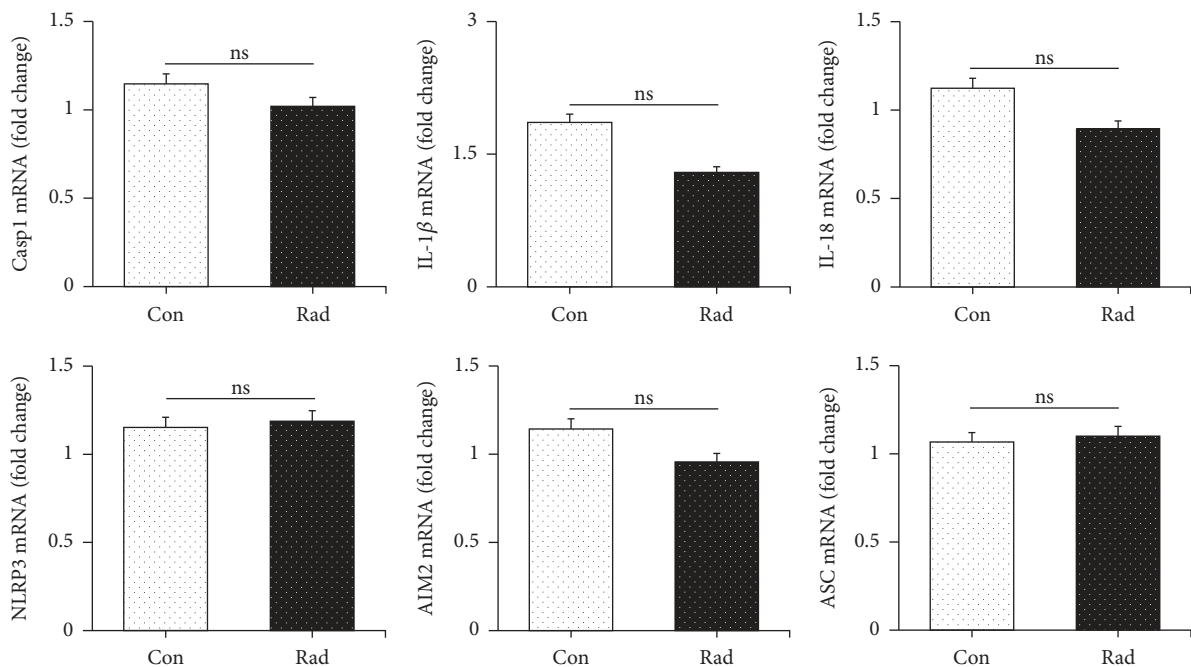 Casp1 mRNA (fold change)
1.5
1
0.5
0
ns
Con Rad
IL-1β mRNA (fold change)
3
1.5
0
ns
Con Rad
IL-18 mRNA (fold change)
1.5
1
0.5
0
ns
Con Rad
NLRP3 mRNA (fold change)
1.5
1
0.5
0
ns
Con Rad
AIM2 mRNA (fold change)
1.5
1
0.5
0
ns
Con Rad
ASC mRNA (fold change)
1.5
1
0.5
0
ns
Con Rad